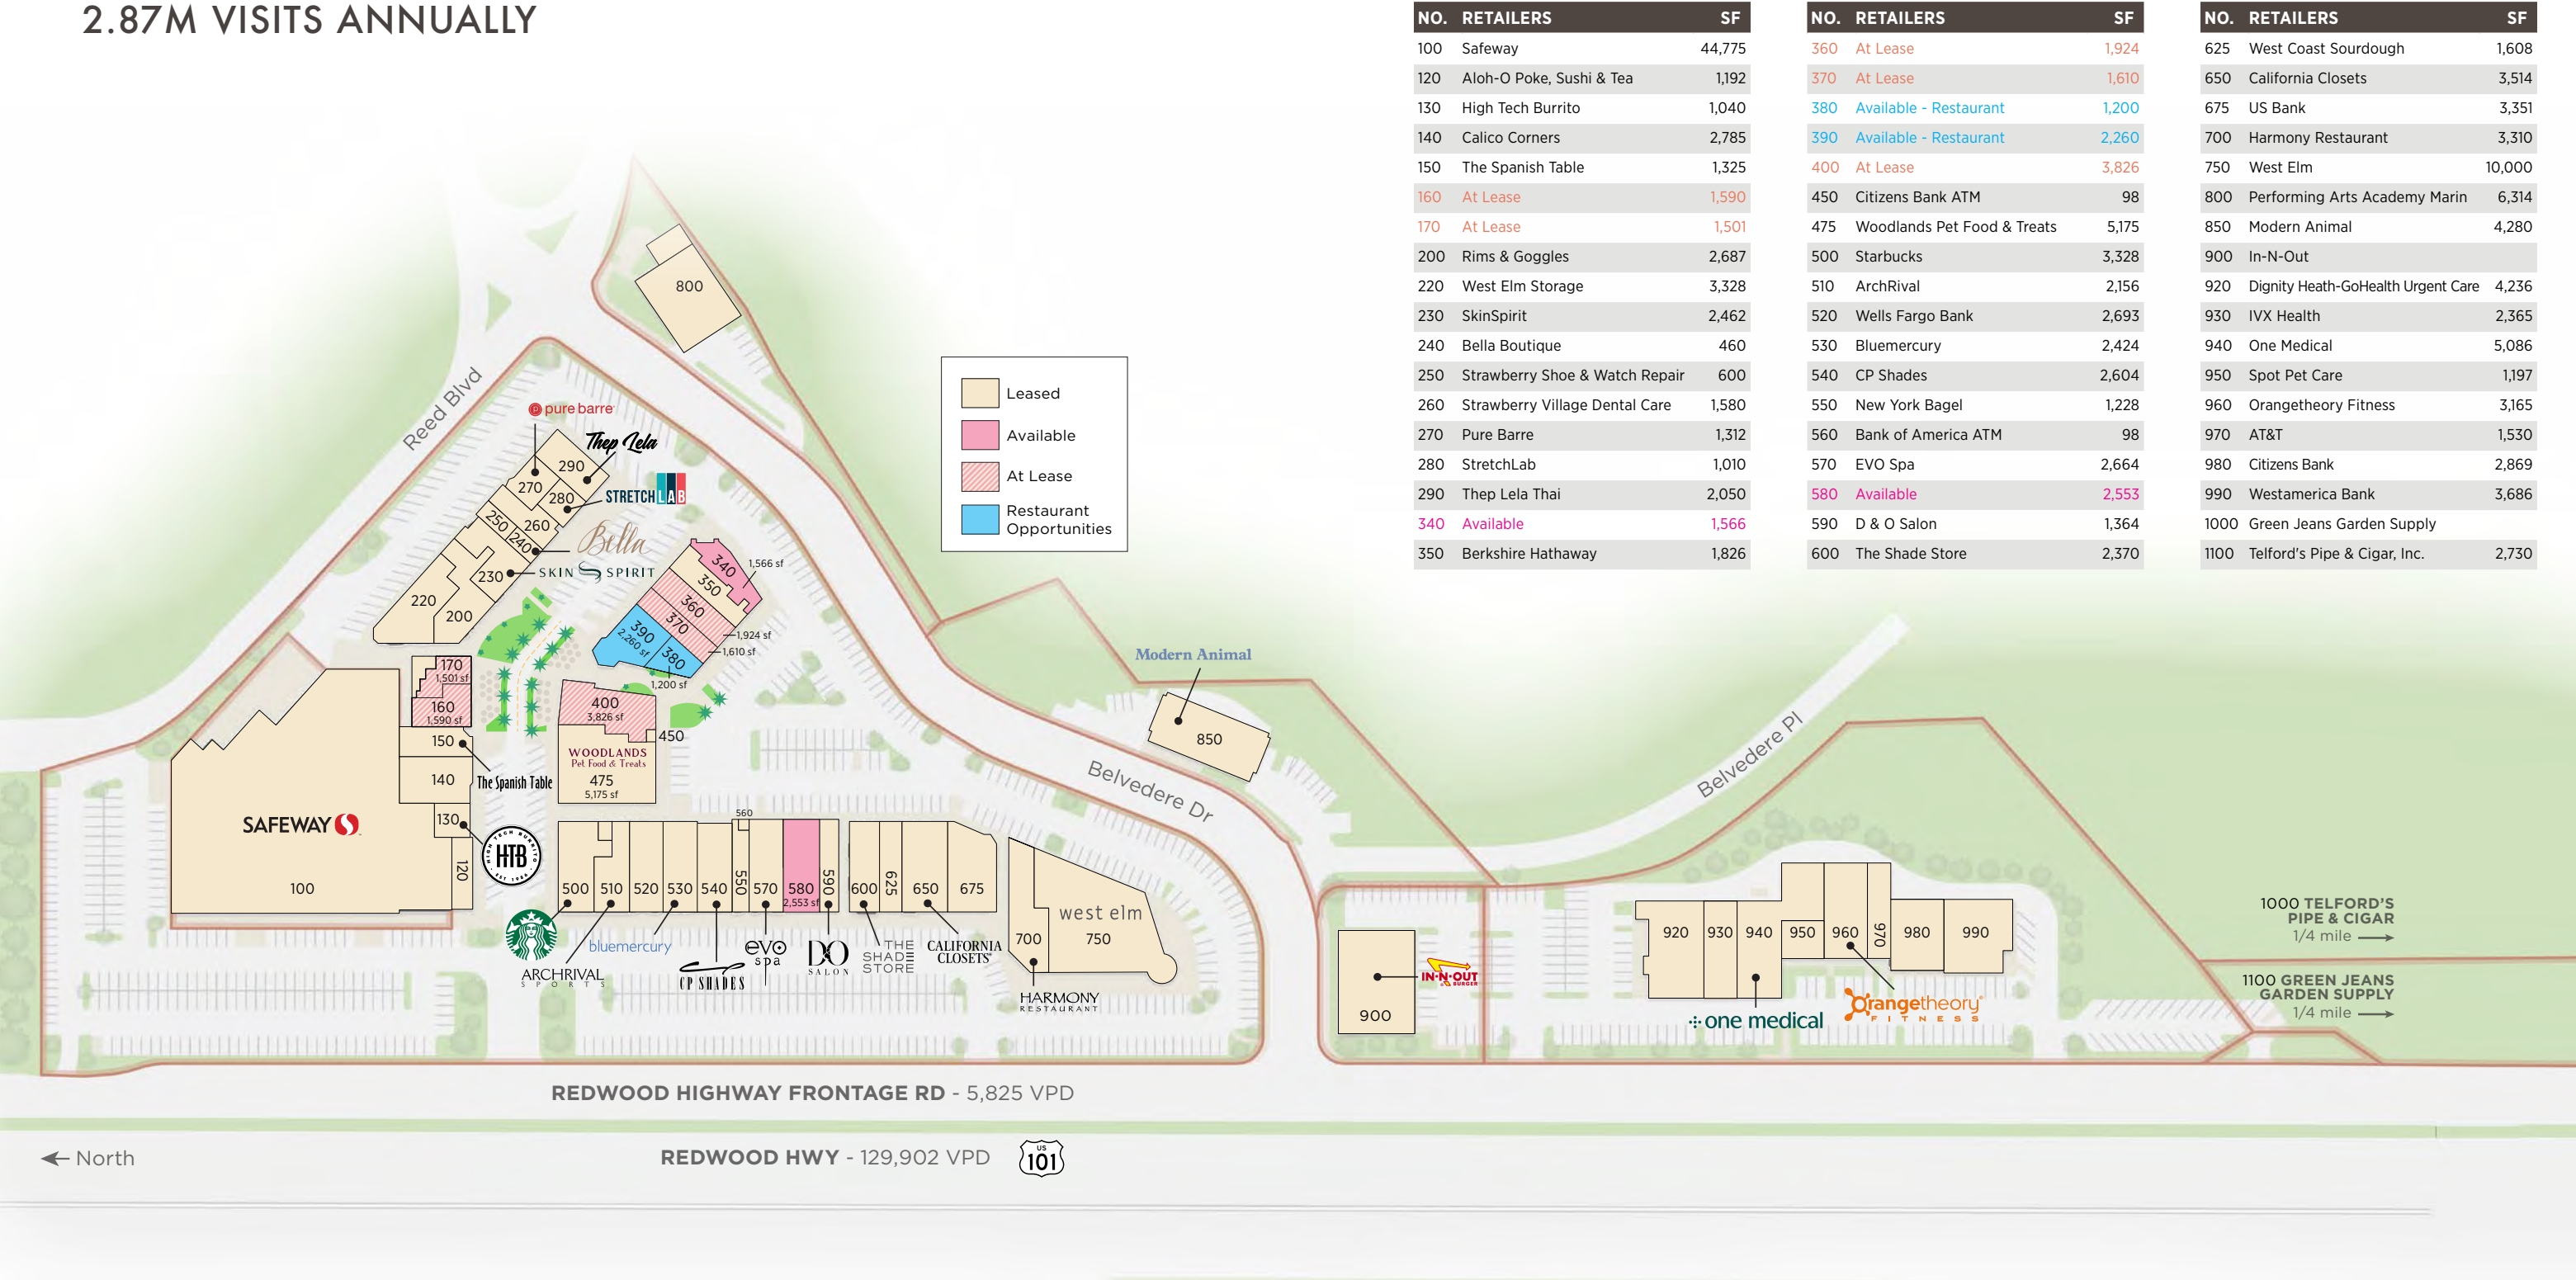 2.87M VISITS ANNUALLY
NO. RETAILERS SF
100 Safeway 44,775
120 Aloh-O Poke, Sushi & Tea 1,192
130 High Tech Burrito 1,040
140 Calico Corners 2,785
150 The Spanish Table 1,325
160 At Lease 1,590
170 At Lease 1,501
200 Rims & Goggles 2,687
220 West Elm Storage 3,328
230 SkinSpirit 2,462
240 Bella Boutique 460
250 Strawberry Shoe & Watch Repair 600
260 Strawberry Village Dental Care 1,580
270 Pure Barre 1,312
280 StretchLab 1,010
290 Thep Lela Thai 2,050
340 Available 1,566
350 Berkshire Hathaway 1,826
NO. RETAILERS SF
360 At Lease 1,924
370 At Lease 1,610
380 Available - Restaurant 1,200
390 Available - Restaurant 2,260
400 At Lease 3,826
450 Citizens Bank ATM 98
475 Woodlands Pet Food & Treats 5,175
500 Starbucks 3,328
510 ArchRival 2,156
520 Wells Fargo Bank 2,693
530 Bluemercury 2,424
540 CP Shades 2,604
550 New York Bagel 1,228
560 Bank of America ATM 98
570 EVO Spa 2,664
580 Available 2,553
590 D & O Salon 1,364
600 The Shade Store 2,370
NO. RETAILERS SF
625 West Coast Sourdough 1,608
650 California Closets 3,514
675 US Bank 3,351
700 Harmony Restaurant 3,310
750 West Elm 10,000
800 Performing Arts Academy Marin 6,314
850 Modern Animal 4,280
900 In-N-Out
920 Dignity Heath-GoHealth Urgent Care 4,236
930 IVX Health 2,365
940 One Medical 5,086
950 Spot Pet Care 1,197
960 Orangetheory Fitness 3,165
970 AT&T 1,530
980 Citizens Bank 2,869
990 Westamerica Bank 3,686
1000 Green Jeans Garden Supply
1100 Telford's Pipe & Cigar, Inc. 2,730
Leased
Available
At Lease
Restaurant
Opportunities
800
Reed Blvd
pure barre
Thep Lela
290
270
280
STRETCHLAB
250
260
240
Bella
230
SKIN SPIRIT
220
200
340
1,566 sf
350
360
370
1,924 sf
1,610 sf
390
2,260 sf
380
1,200 sf
170
1,501 sf
160
1,590 sf
150
140
130
120
The Spanish Table
HIGH TECH BURRITO
HTB
EST 1986
SAFEWAY
100
400
3,826 sf
450
WOODLANDS
Pet Food & Treats
475
5,175 sf
Modern Animal
850
Belvedere Dr
Belvedere Pl
560
500
510
520
530
540
550
570
580
2,553 sf
590
600
625
650
675
ARCHRIVAL
SPORTS
bluemercury
CP SHADES
evo
spa
DO
SALON
THE
SHADE
STORE
CALIFORNIA
CLOSETS
west elm
700
750
HARMONY
RESTAURANT
IN-N-OUT
BURGER
900
920
930
940
950
960
970
980
990
one medical
Orangetheory
FITNESS
1000 TELFORD'S
PIPE & CIGAR
1/4 mile
1100 GREEN JEANS
GARDEN SUPPLY
1/4 mile
REDWOOD HIGHWAY FRONTAGE RD - 5,825 VPD
North
REDWOOD HWY - 129,902 VPD
US
101